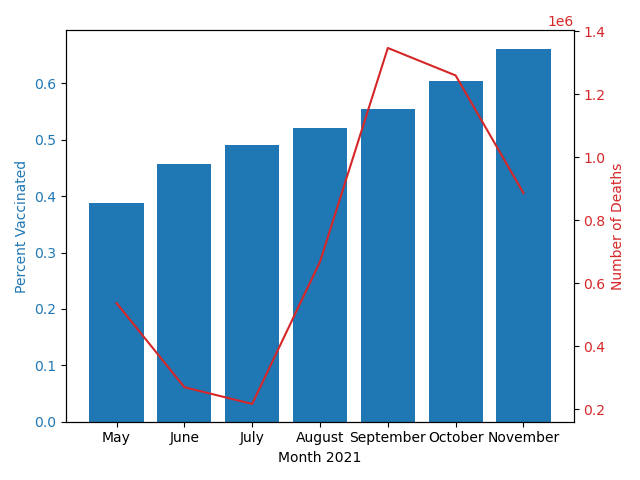 1e6
1.4
1.2
1.0
0.8
0.6
0.4
0.2
0.6
0.5
0.4
0.3
0.2
0.1
0.0
Percent Vaccinated
Number of Deaths
May June July August September October November
Month 2021